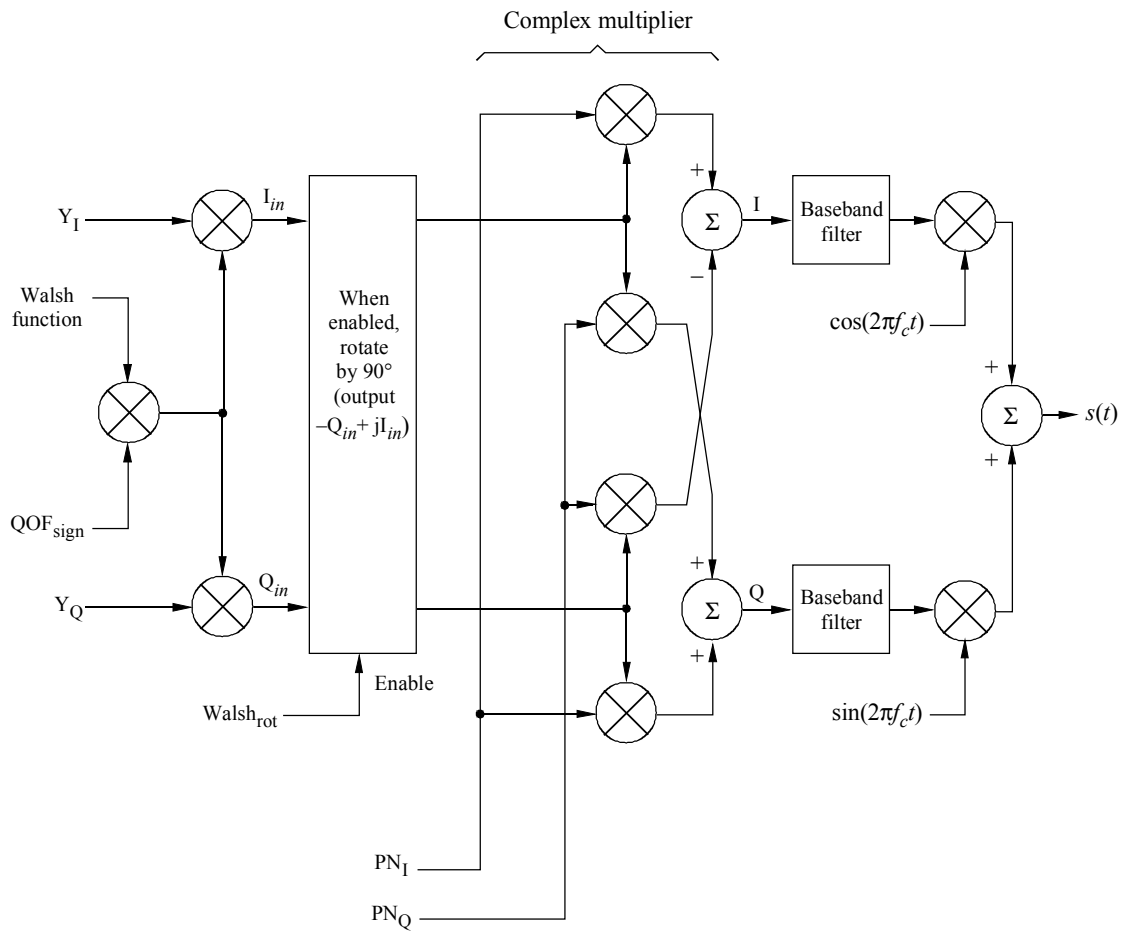 Complex multiplier
Y_I
I_in
+
Σ
I
Baseband
filter
−
Walsh
function
When
enabled,
rotate
by 90°
(output
–Q_in + jI_in)
cos(2πf_ct)
+
Σ
s(t)
+
QOF_sign
Y_Q
Q_in
+
Σ
Q
Baseband
filter
+
Enable
Walsh_rot
sin(2πf_ct)
PN_I
PN_Q